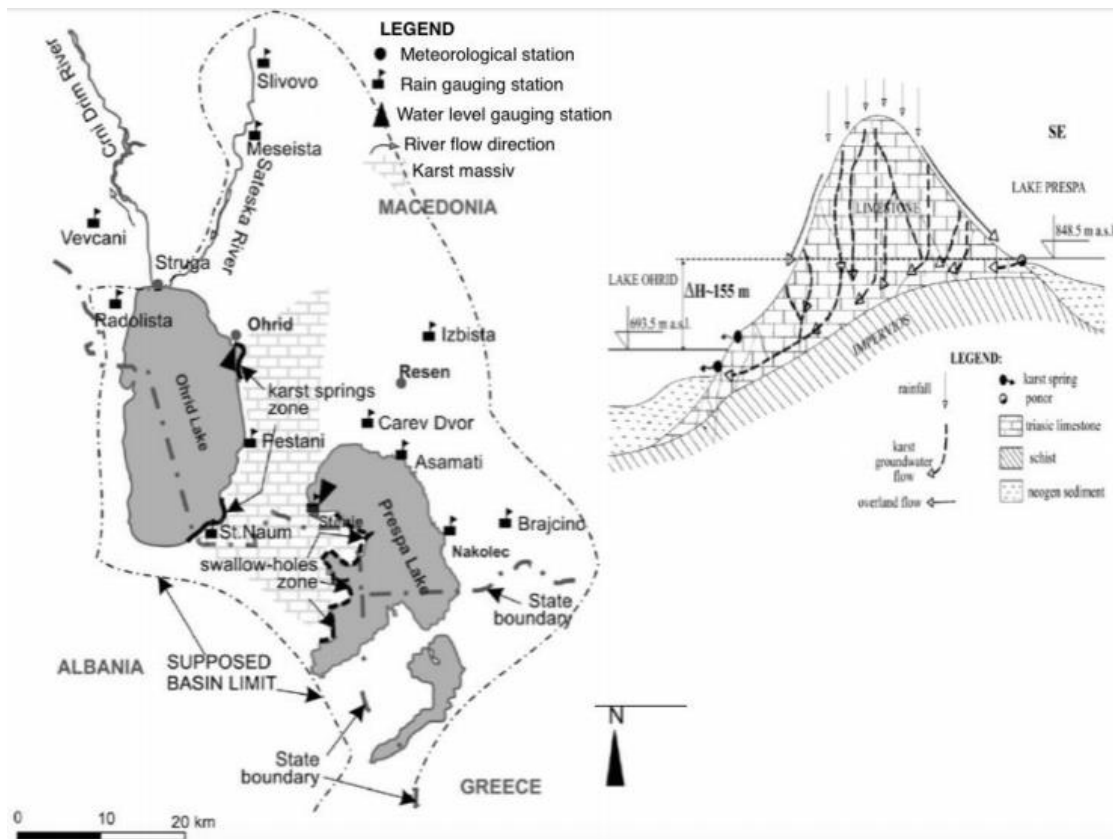 LEGEND
Meteorological station
Rain gauging station
Water level gauging station
River flow direction
Karst massiv
Crni Drim River
Sateska River
Slivovo
Meseista
MACEDONIA
Vevcani
Struga
Radolista
Ohrid
Izbista
Ohrid Lake
karst springs
zone
Resen
Carev Dvor
Pestani
Asamati
Prespa Lake
St.Naum
Brajcino
Nakolec
swallow-holes
zone
State
boundary
ALBANIA
SUPPOSED
BASIN LIMIT
State
boundary
GREECE
0 10 20 km
N
SE
LAKE PRESPA
LIMESTONE
848.5 m a.s.l.
LAKE OHRID
ΔH~155 m
693.5 m a.s.l.
IMPERVIOS
LEGEND:
rainfall
karst
groundwater
flow
overland flow
karst spring
ponor
triasic limestone
schist
neogen sediment